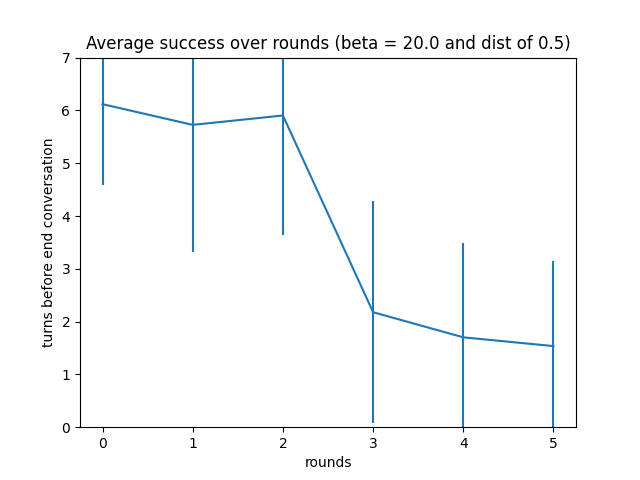 Average success over rounds (beta = 20.0 and dist of 0.5)
turns before end conversation
7
6
5
4
3
2
1
0
0 1 2 3 4 5
rounds